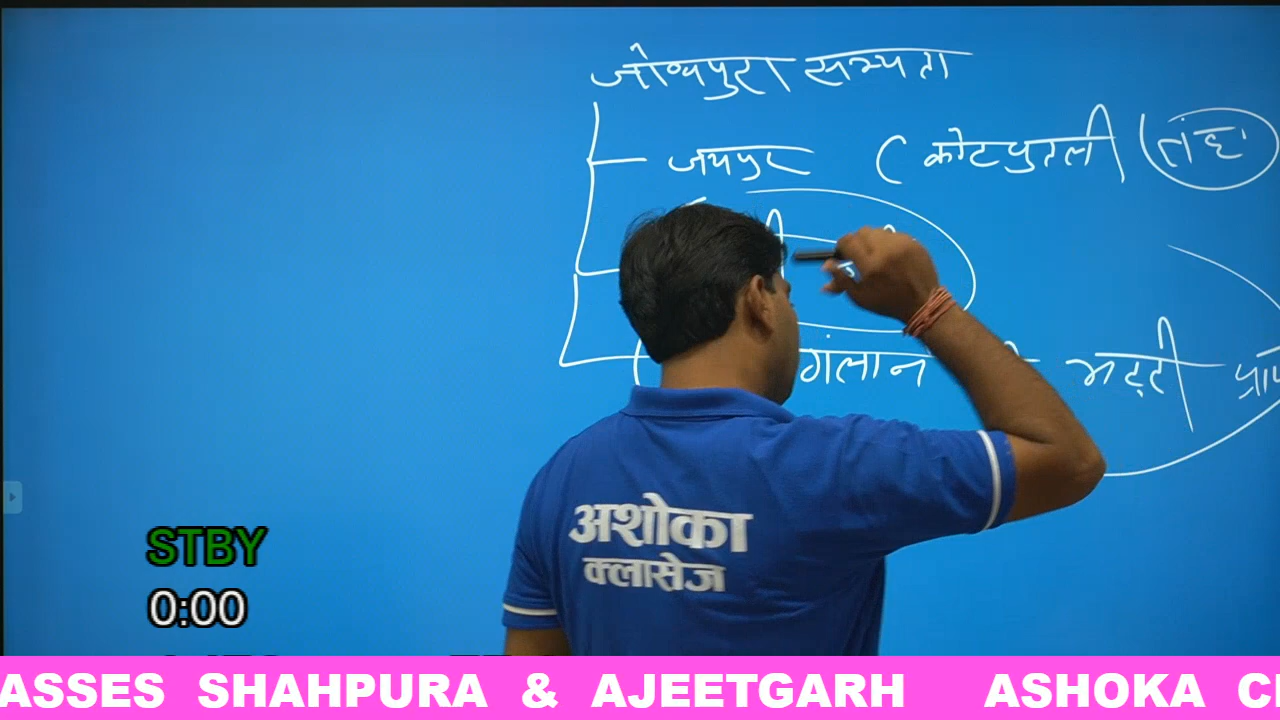 जोधपुरा सभ्यता
जयपुर ( कोटपुतली
गलान
भट्टी
अशोका
क्लासेज
STBY
0:00
ASSES SHAHPURA & AJEETGARH ASHOKA